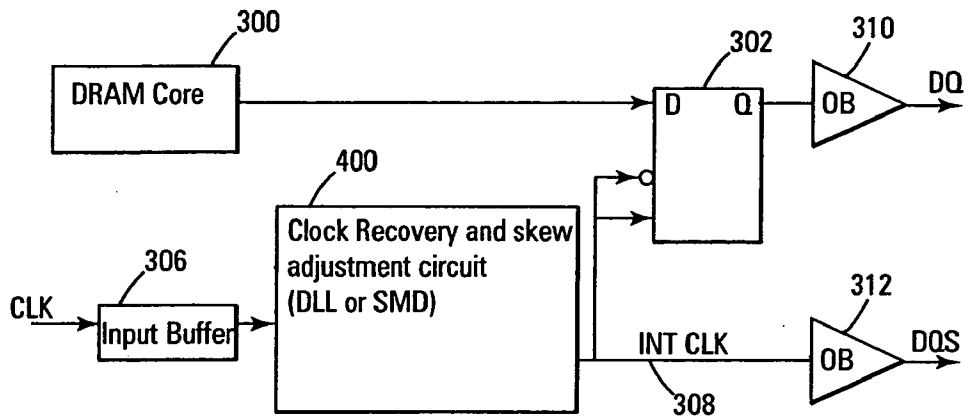 300
DRAM Core
302
D Q
310
OB
DQ
400
Clock Recovery and skew
adjustment circuit
(DLL or SMD)
306
CLK
Input Buffer
INT CLK
308
312
OB
DQS